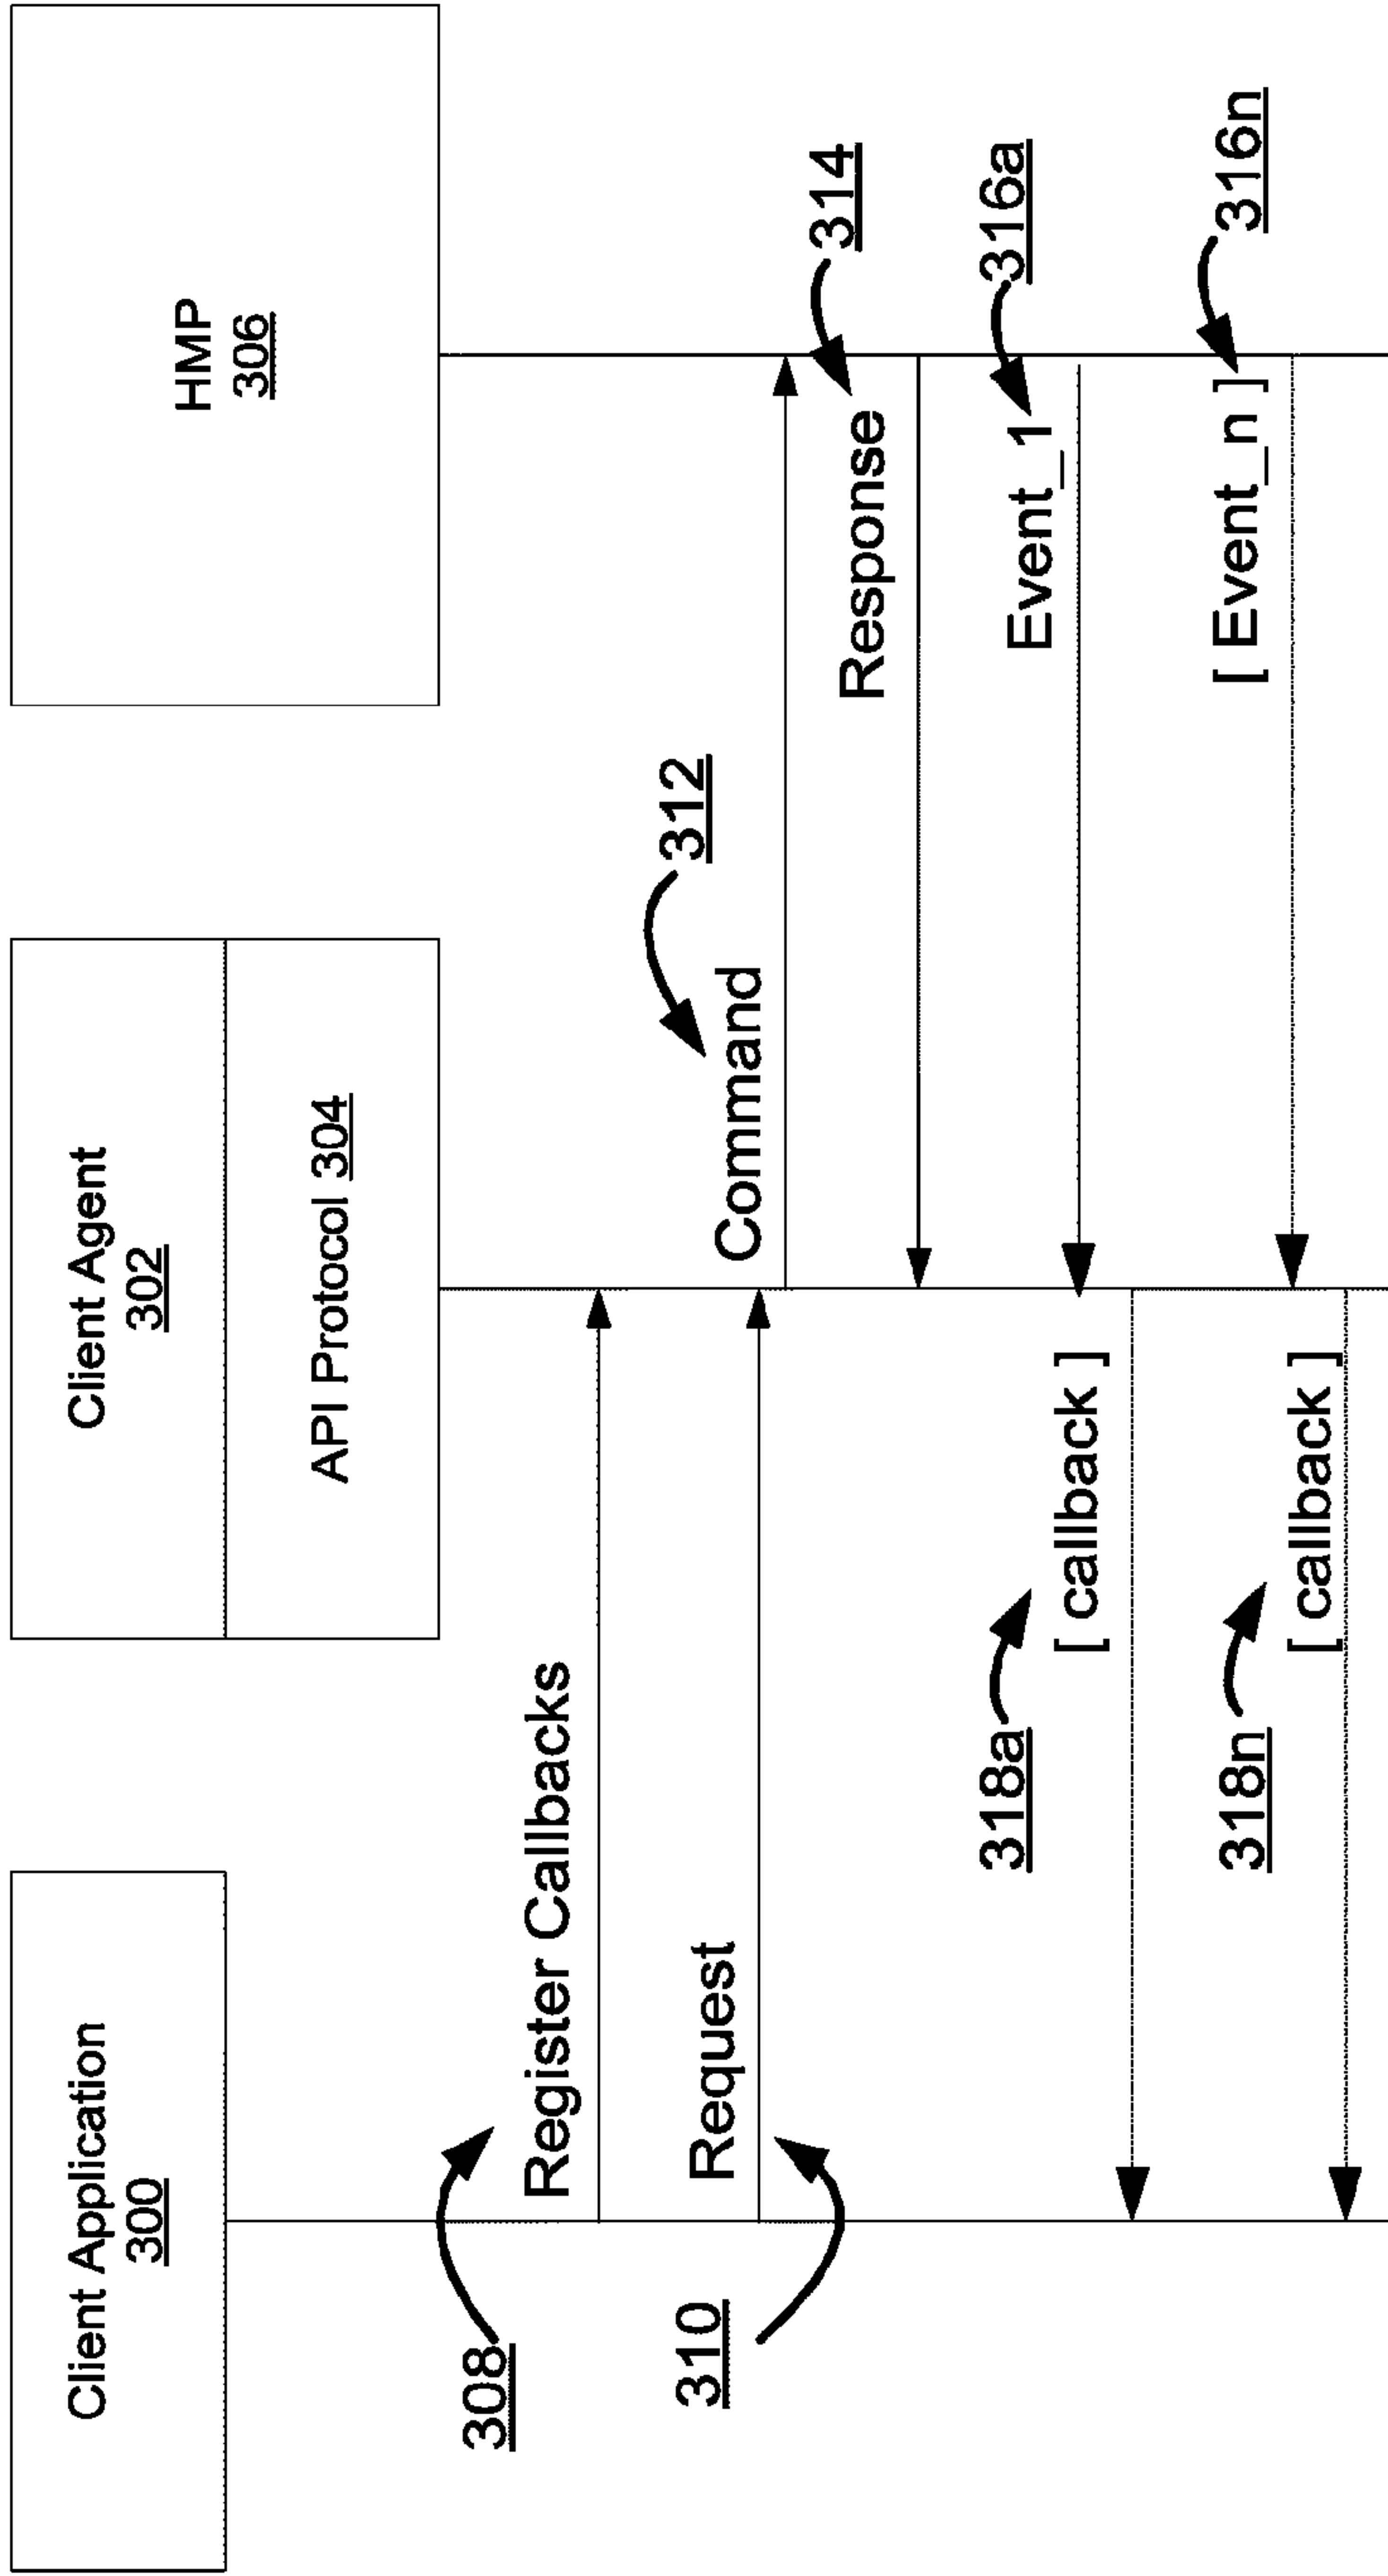 Client Application
300
Client Agent
302
API Protocol 304
HMP
306
308
Register Callbacks
310
Request
312
Command
314
Response
316a
Event_1
318a
[ callback ]
316n
[ Event_n ]
318n
[ callback ]